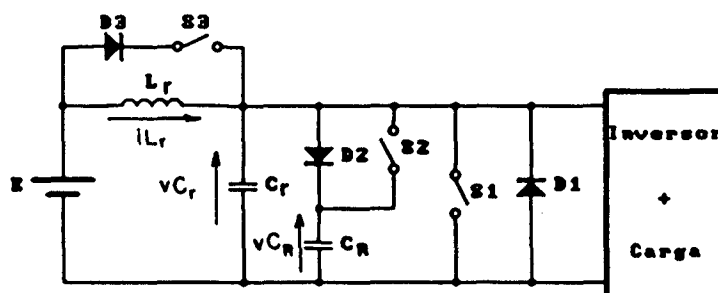 D3
S3
Lr
iLr
E
vCr
Cr
D2
S2
vCR
CR
S1
D1
Inversor
+
Carga